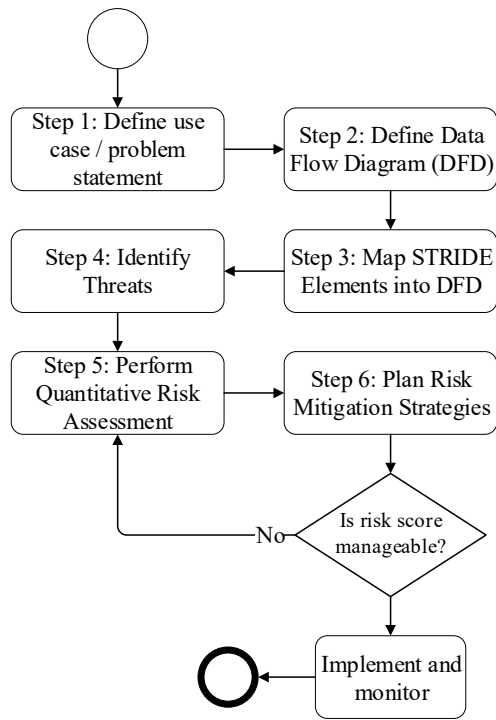 Step 1: Define use
case / problem
statement
Step 2: Define Data
Flow Diagram (DFD)
Step 4: Identify
Threats
Step 3: Map STRIDE
Elements into DFD
Step 5: Perform
Quantitative Risk
Assessment
Step 6: Plan Risk
Mitigation Strategies
Is risk score
manageable?
No
Implement and
monitor